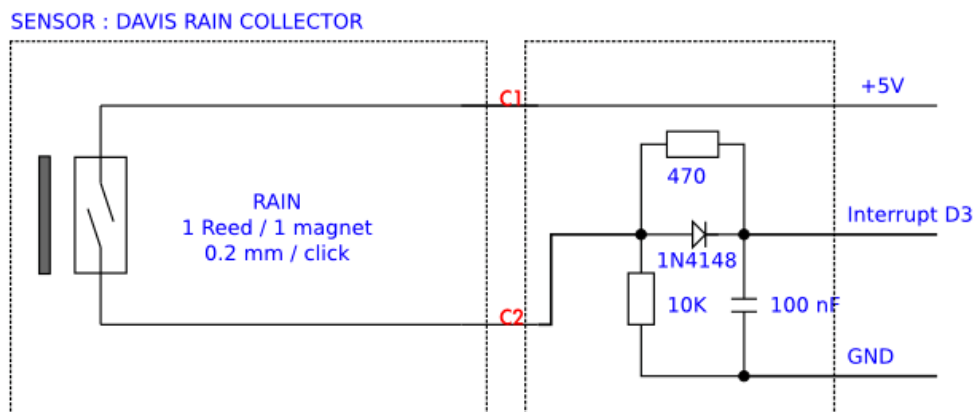 SENSOR : DAVIS RAIN COLLECTOR
C1
+5V
470
RAIN
1 Reed / 1 magnet
0.2 mm / click
Interrupt D3
1N4148
10K
100 nF
C2
GND